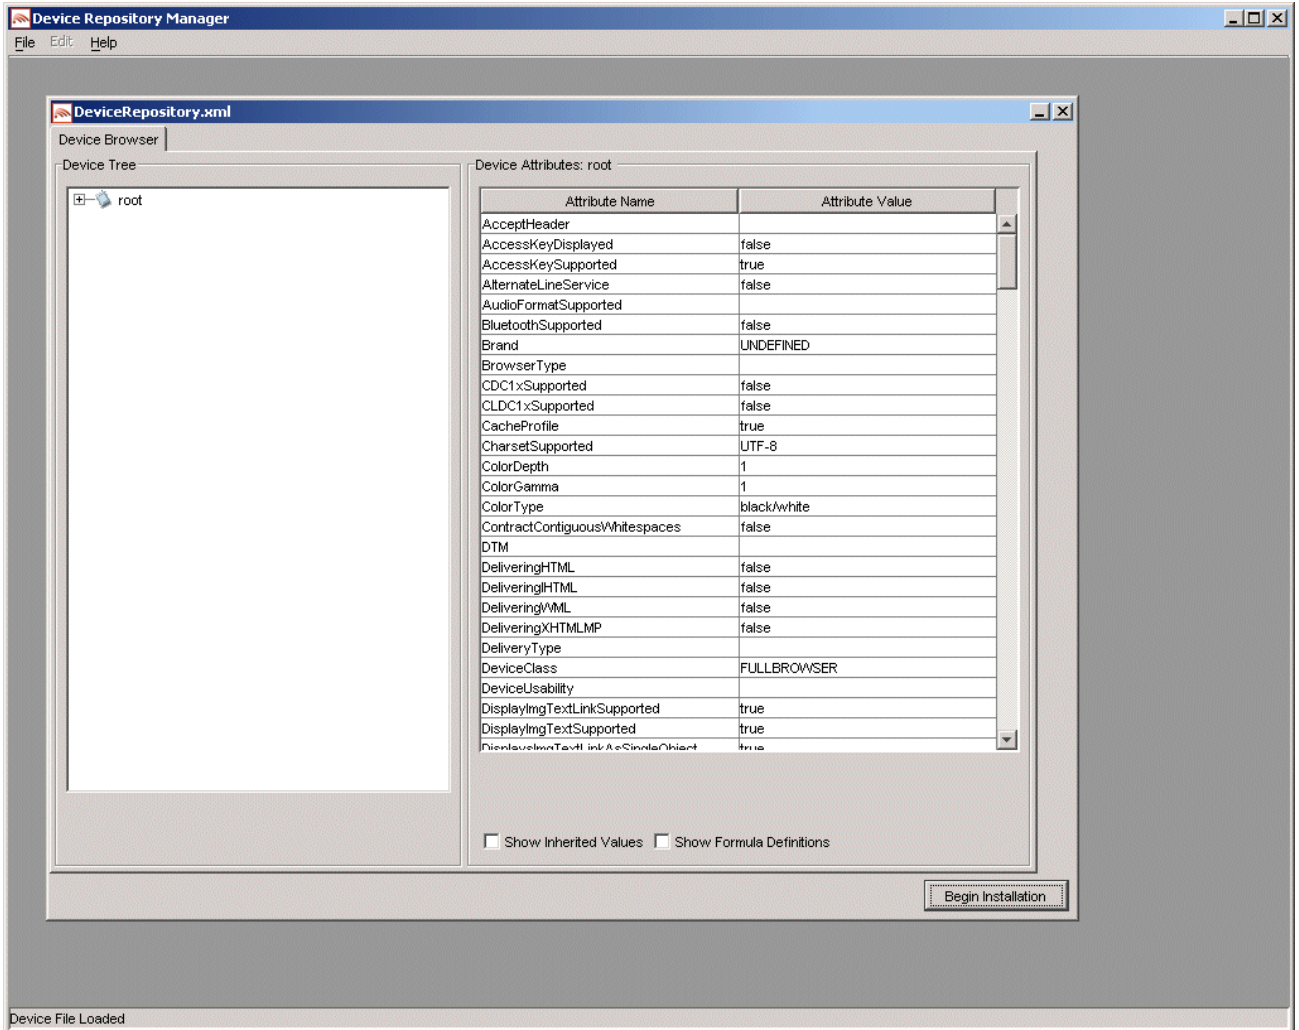 Device Repository Manager
File Edit Help
DeviceRepository.xml
Device Browser
Device Tree
root
Device Attributes: root
Attribute Name Attribute Value
AcceptHeader
AccessKeyDisplayed false
AccessKeySupported true
AlternateLineService false
AudioFormatSupported
BluetoothSupported false
Brand UNDEFINED
BrowserType
CDC1xSupported false
CLDC1xSupported false
CacheProfile true
CharsetSupported UTF-8
ColorDepth 1
ColorGamma 1
ColorType black/white
ContractContiguousWhitespaces false
DTM
DeliveringHTML false
DeliveringIHTML false
DeliveringWML false
DeliveringXHTMLMP false
DeliveryType
DeviceClass FULLBROWSER
DeviceUsability
DisplayImgTextLinkSupported true
DisplayImgTextSupported true
DisplaysImgTextLinkAsSingleObject true
Show Inherited Values Show Formula Definitions
Begin Installation
Device File Loaded